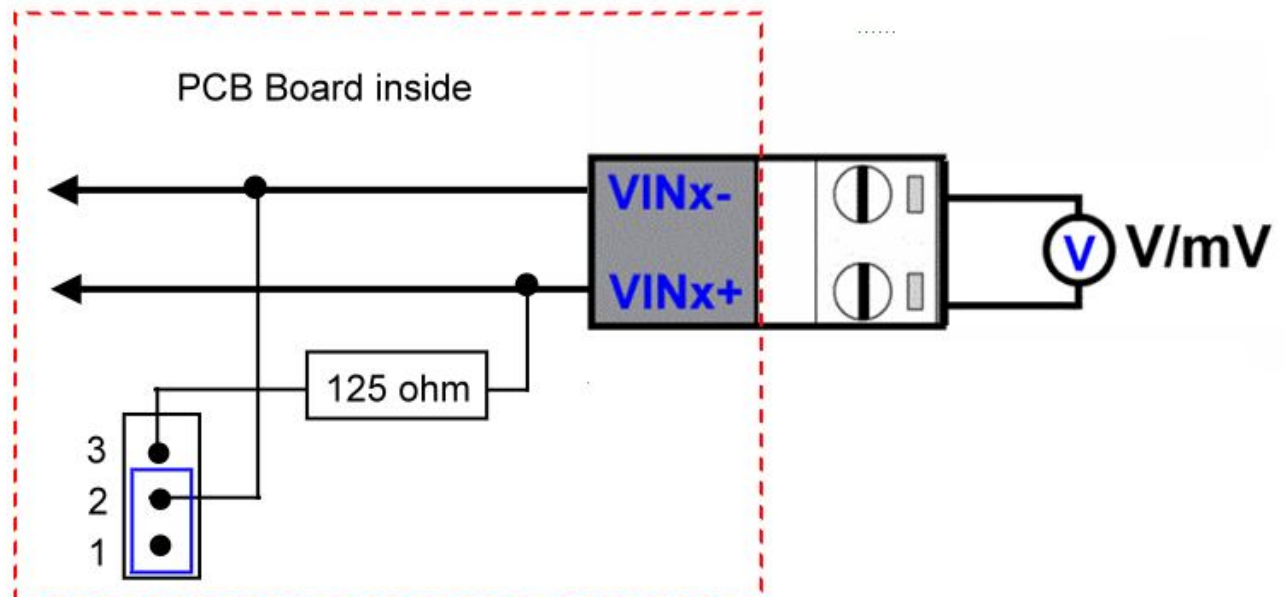 ......
PCB Board inside
VINx-
V V/mV
VINx+
125 ohm
3
2
1